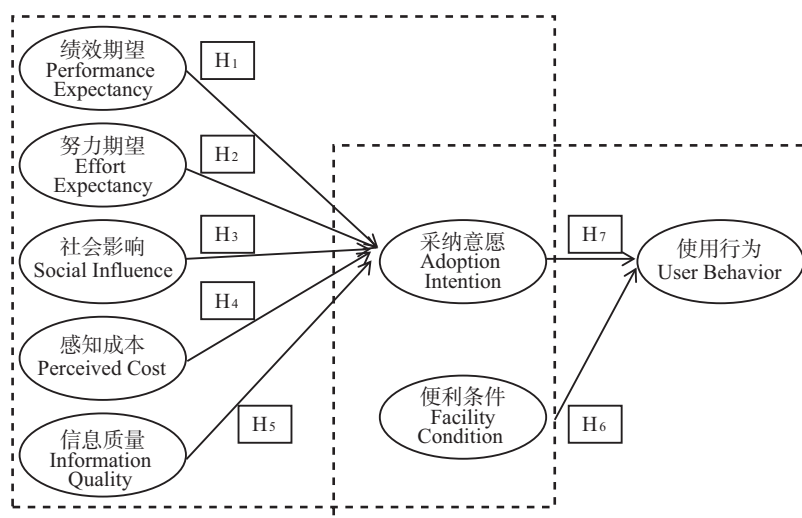 绩效期望
Performance
Expectancy
H1
努力期望
Effort
Expectancy
H2
社会影响
Social Influence
H3
感知成本
Perceived Cost
H4
信息质量
Information
Quality
H5
采纳意愿
Adoption
Intention
H7
使用行为
User Behavior
便利条件
Facility
Condition
H6